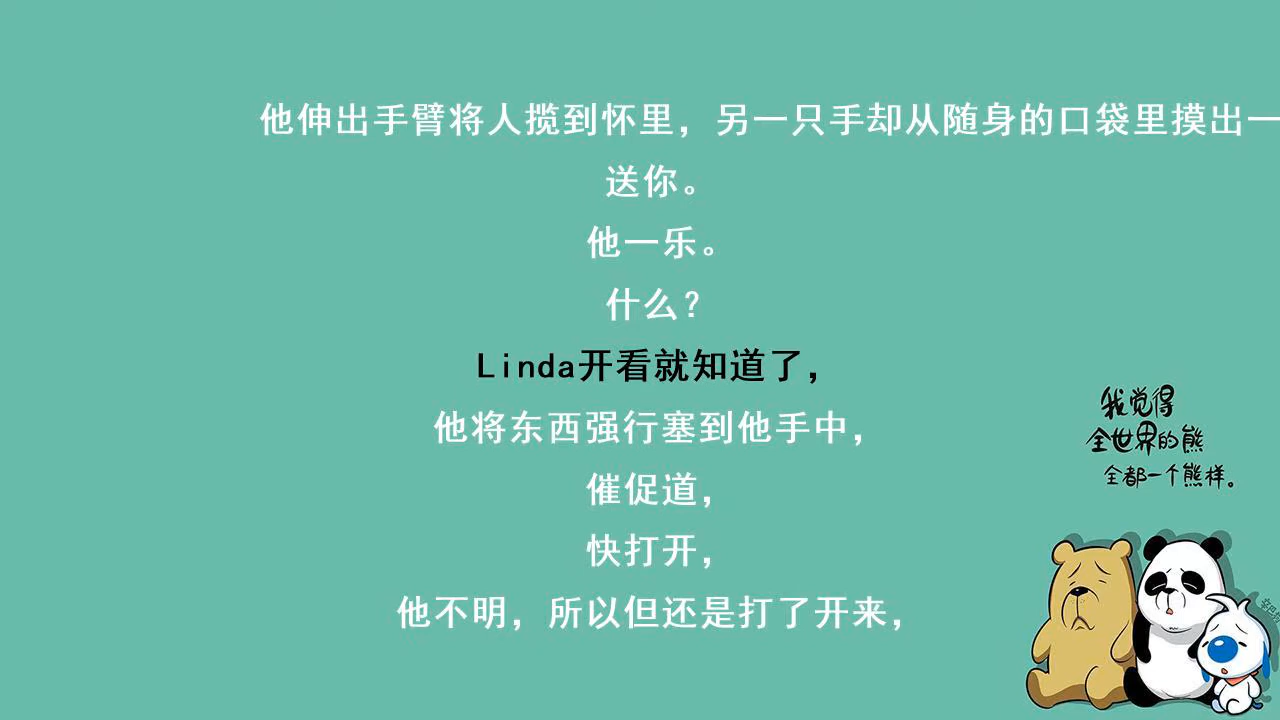 他伸出手臂将人揽到怀里，另一只手却从随身的口袋里摸出一
送你。
他一乐。
什么？
Linda开看就知道了，
他将东西强行塞到他手中，
催促道，
快打开，
他不明，所以但还是打了开来，
我觉得
全世界的熊
全都一个熊样。